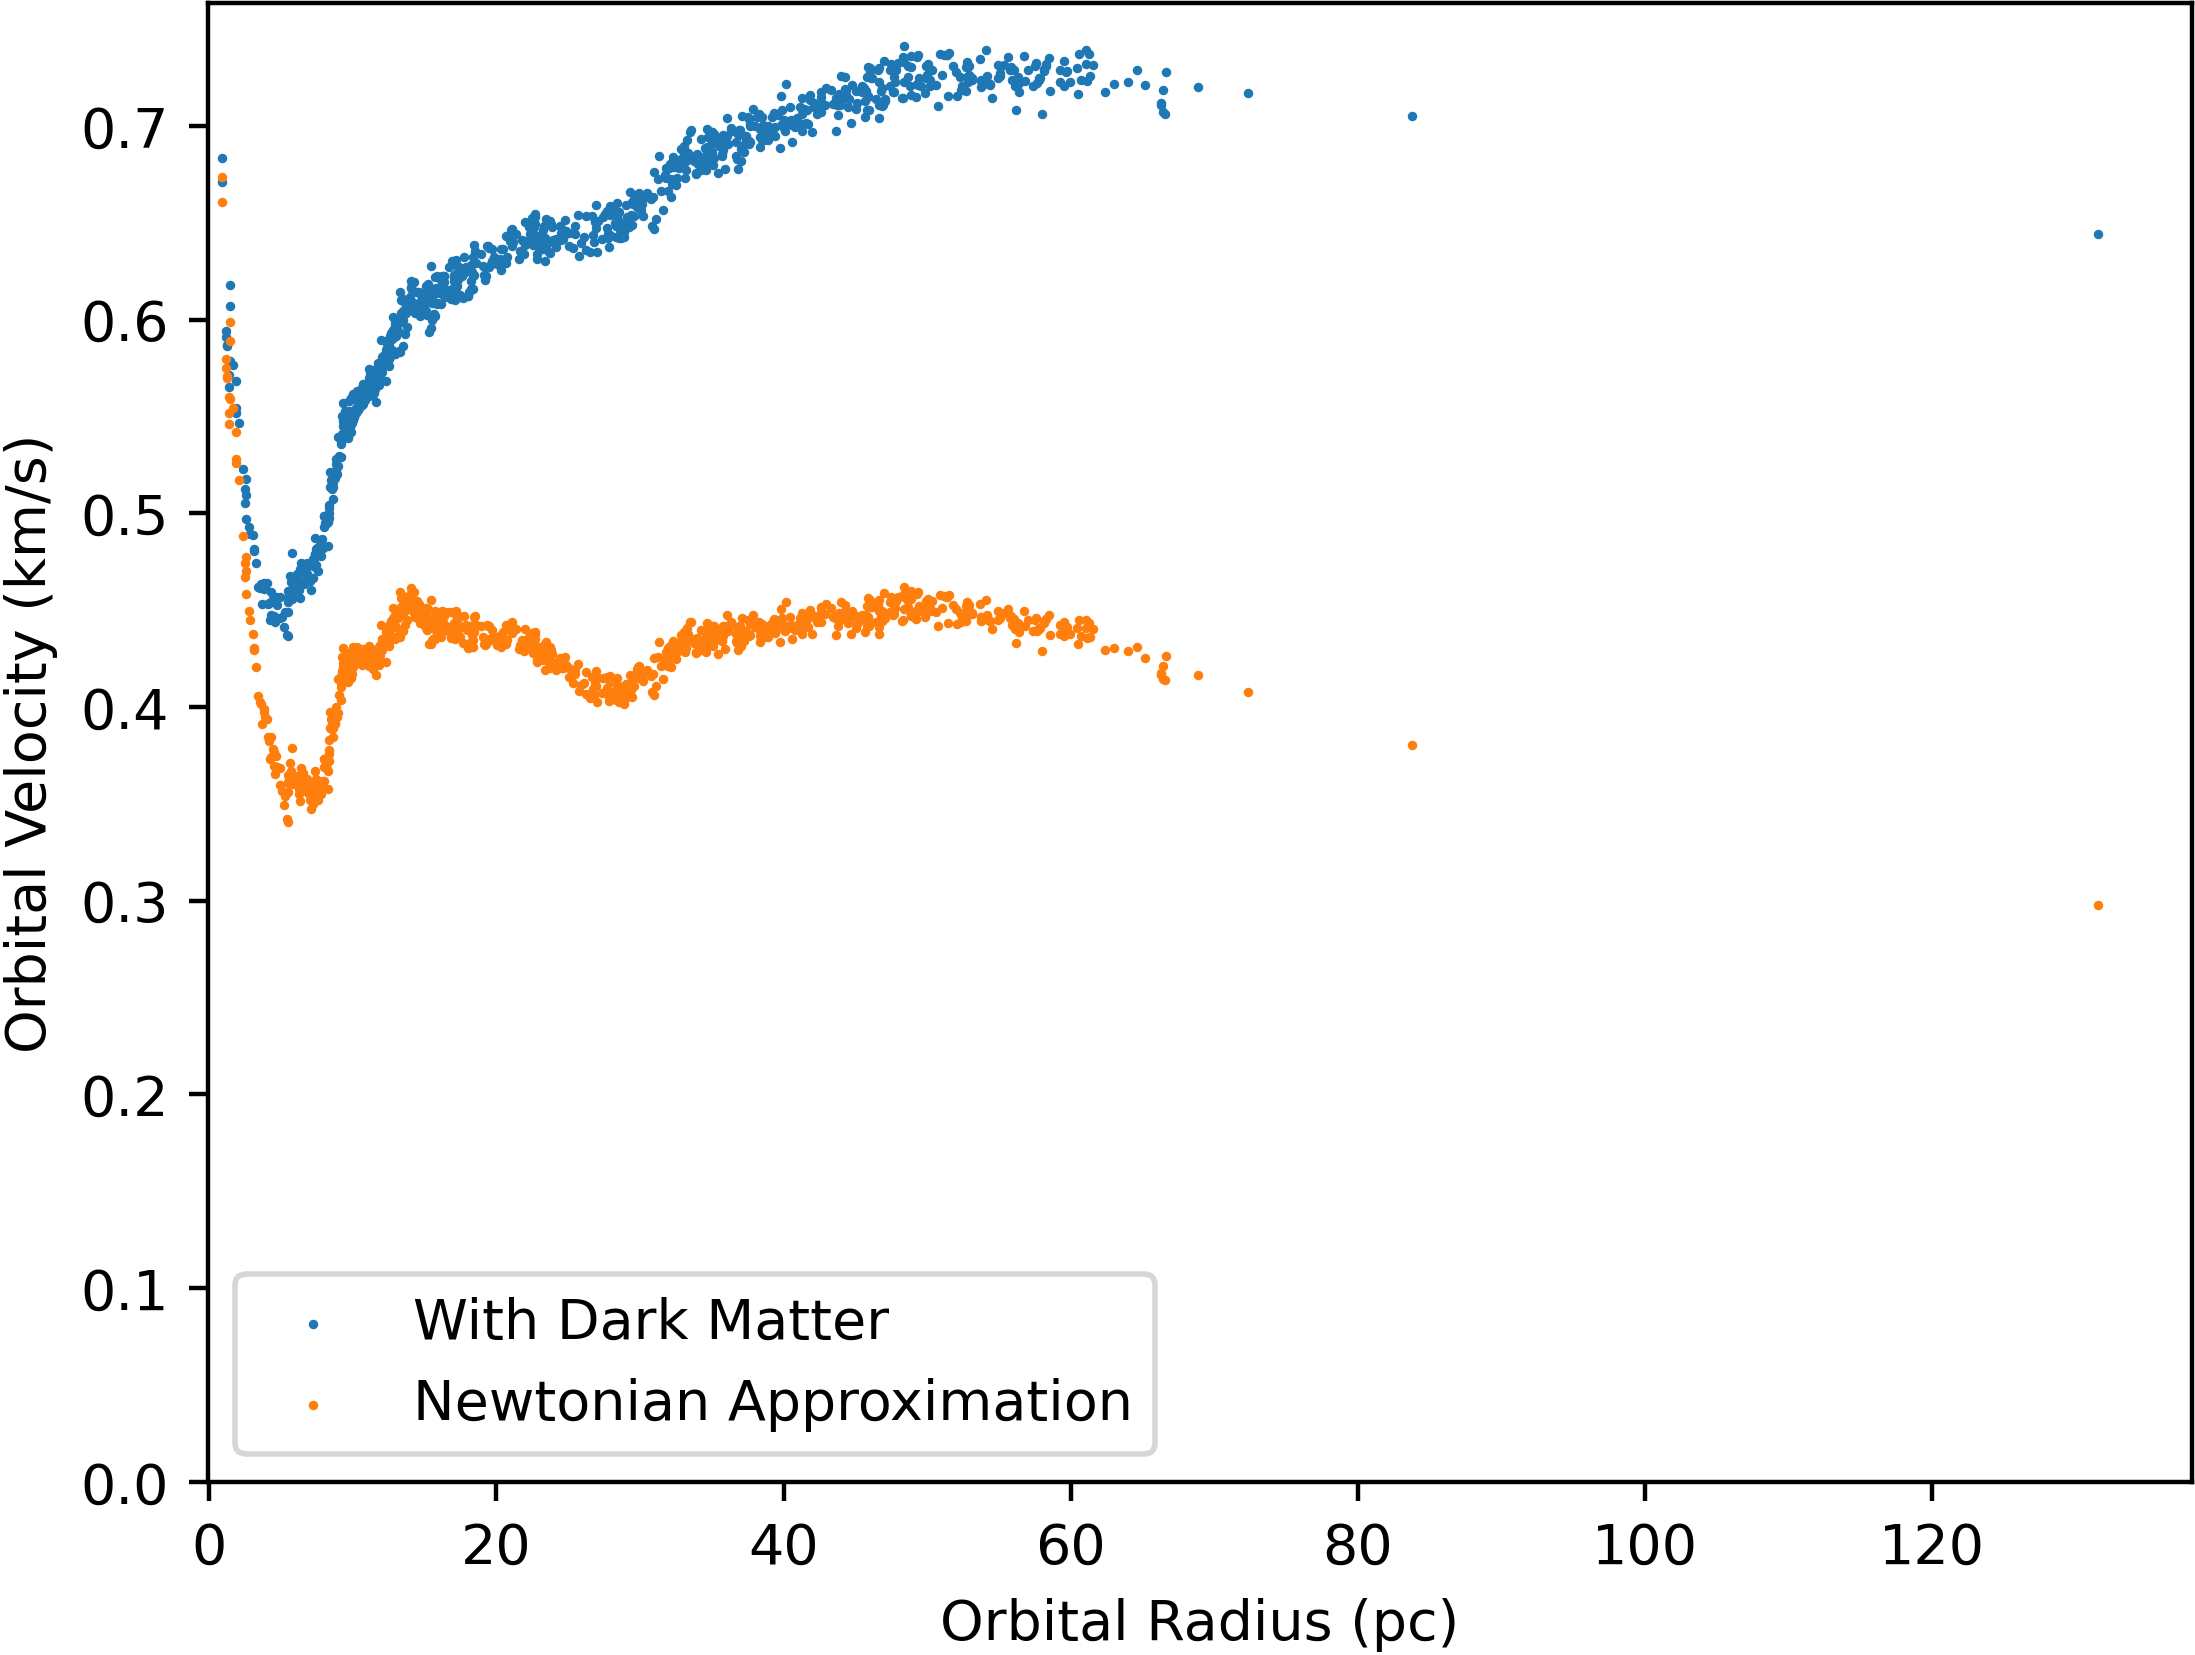 0.7
0.6
0.5
0.4
0.3
0.2
0.1
0.0
Orbital Velocity (km/s)
With Dark Matter
Newtonian Approximation
0 20 40 60 80 100 120
Orbital Radius (pc)